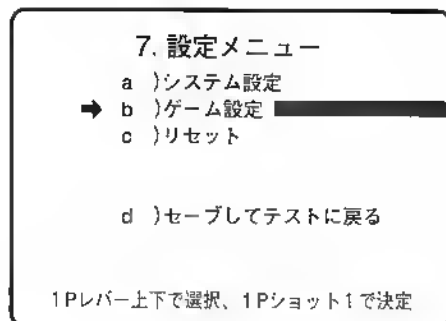 7. 設定メニュー
a )システム設定
➡ b )ゲーム設定
c )リセット
d )セーブしてテストに戻る
1Pレバー上下で選択、1Pショット1で決定